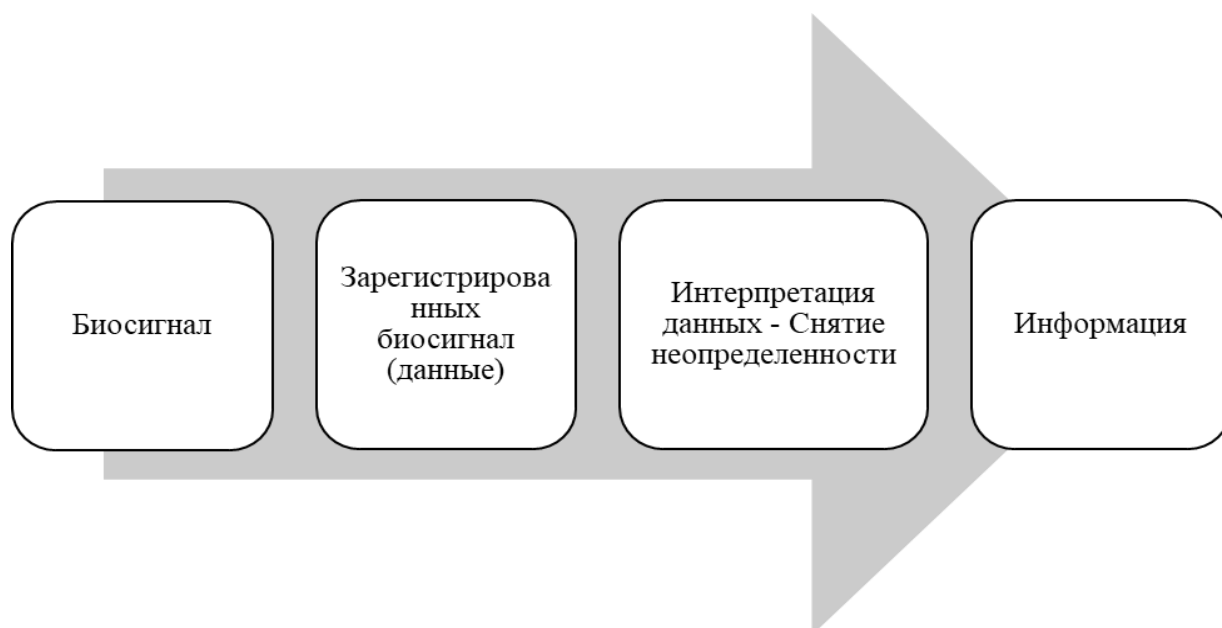 Биосигнал
Зарегистрирова
нных
биосигнал
(данные)
Интерпретация
данных - Снятие
неопределенности
Информация